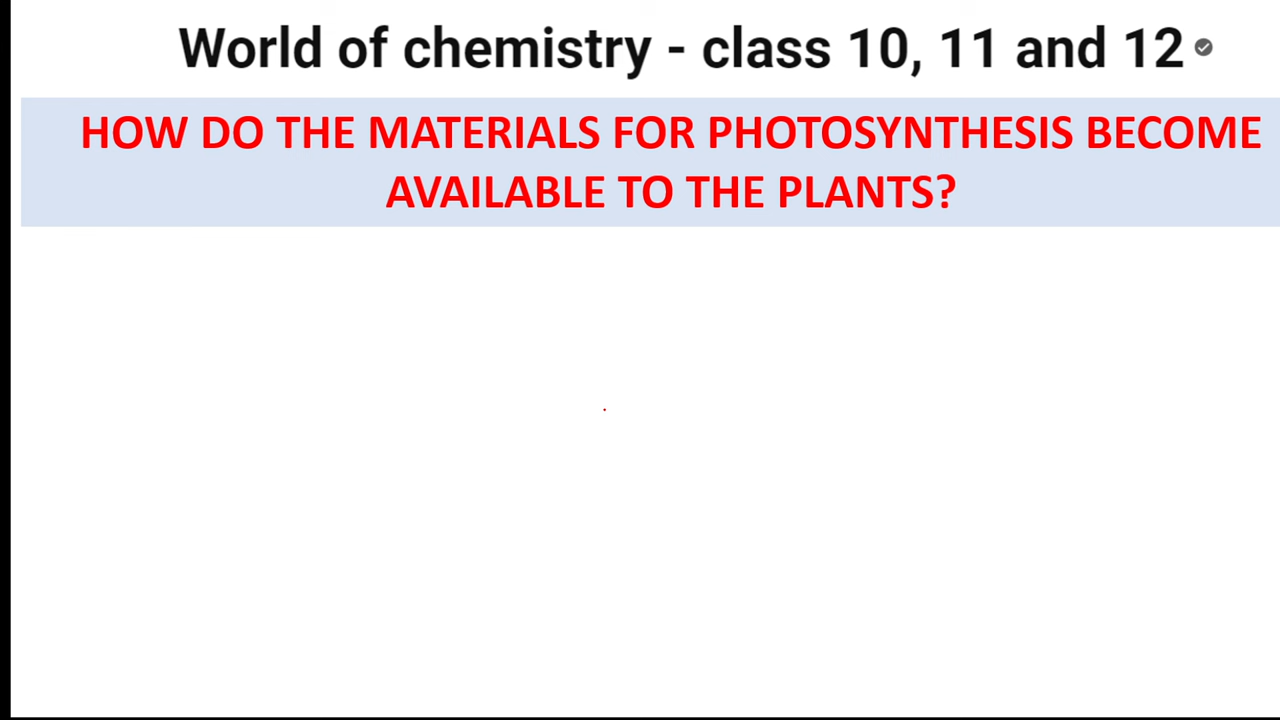 World of chemistry - class 10, 11 and 12
HOW DO THE MATERIALS FOR PHOTOSYNTHESIS BECOME
AVAILABLE TO THE PLANTS?